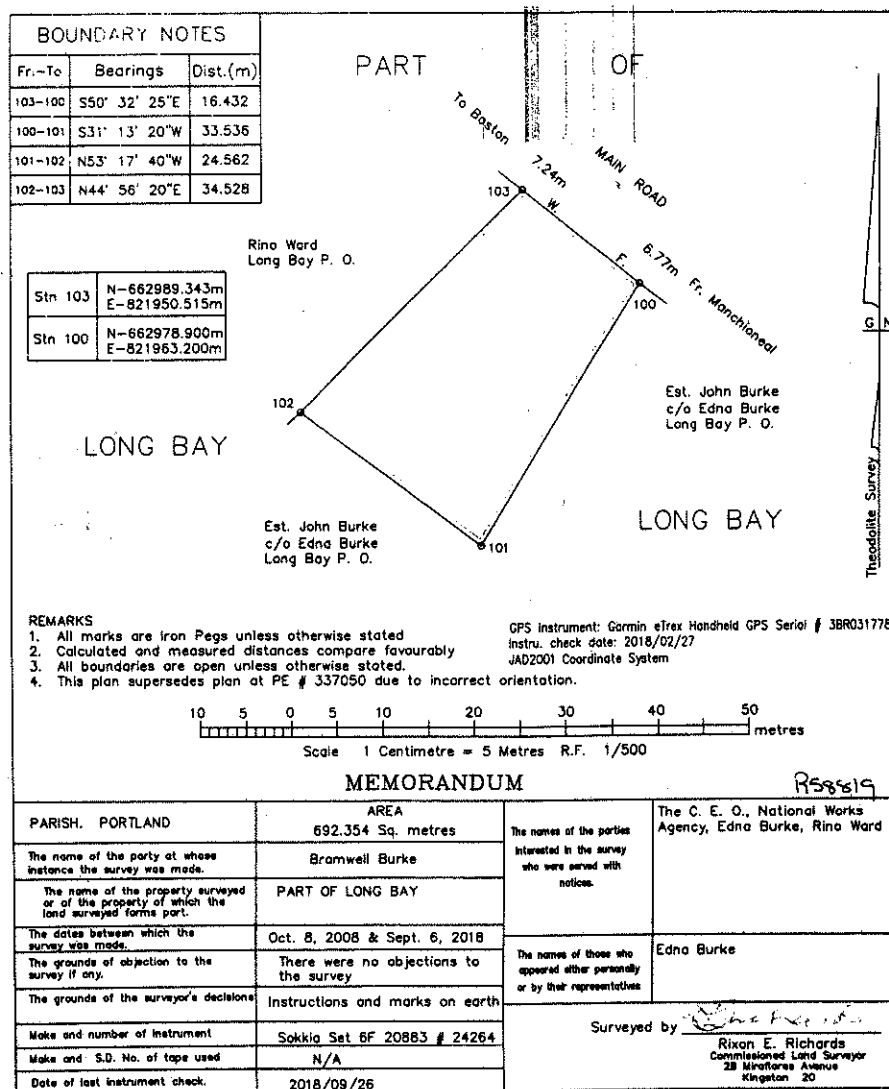 BOUNDARY NOTES
Fr.-To Bearings Dist.(m)
103-100 S50° 32' 25"E 16.432
100-101 S31° 13' 20"W 33.536
101-102 N53° 17' 40"W 24.562
102-103 N44° 56' 20"E 34.528
PART OF
To Boston
7.24m
MAIN ROAD
103
W.
F.
6.77m
Fr. Manchioneal
100
Rina Ward
Long Bay P. O.
Stn 103 N-662989.343m
E-821950.515m
Stn 100 N-662978.900m
E-821963.200m
G N
102
LONG BAY
Est. John Burke
c/o Edna Burke
Long Bay P. O.
Est. John Burke
c/o Edna Burke
Long Bay P. O.
101
LONG BAY
Theodolite Survey
REMARKS
1. All marks are iron Pegs unless otherwise stated
2. Calculated and measured distances compare favourably
3. All boundaries are open unless otherwise stated.
4. This plan supersedes plan at PE # 337050 due to incorrect orientation.
GPS instrument: Garmin eTrex Handheld GPS Serial # 3BR031778
Instru. check date: 2018/02/27
JAD2001 Coordinate System
10 5 0 5 10 20 30 40 50
metres
Scale 1 Centimetre = 5 Metres R.F. 1/500
MEMORANDUM
R58819
PARISH. PORTLAND
AREA
692.354 Sq. metres
The name of the party at whose
instance the survey was made.
Bramwell Burke
The name of the property surveyed
or of the property of which the
land surveyed forms part.
PART OF LONG BAY
The dates between which the
survey was made.
Oct. 8, 2008 & Sept. 6, 2018
The grounds of objection to the
survey if any.
There were no objections to
the survey
The grounds of the surveyor's decisions
Instructions and marks on earth
Make and number of instrument
Sokkia Set 6F 20883 # 24264
Make and S.D. No. of tape used
N/A
Date of last instrument check.
2018/09/26
The names of the parties
interested in the survey
who were served with
notices.
The C. E. O., National Works
Agency, Edna Burke, Rina Ward
The names of those who
appeared either personally
or by their representatives
Edna Burke
Surveyed by
Rixon E. Richards
Commissioned Land Surveyor
28 Miraflores Avenue
Kingston 20